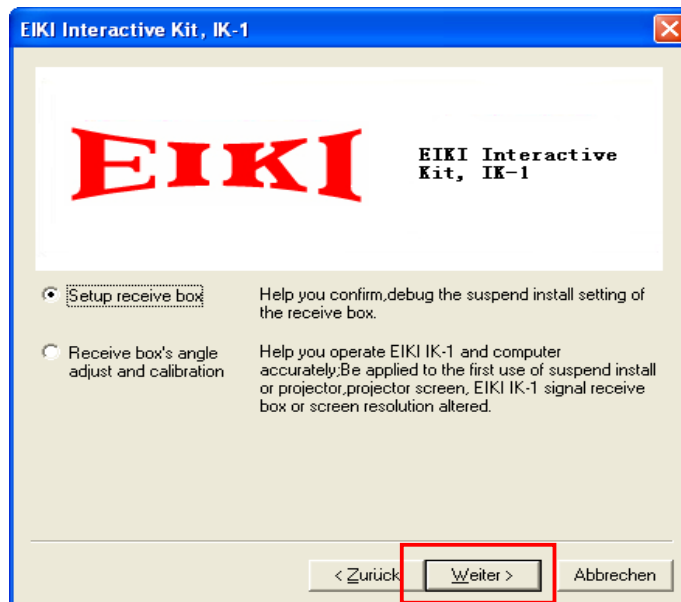 EIKI Interactive Kit, IK-1
EIKI
EIKI Interactive
Kit, IK-1
Setup receive box
Help you confirm,debug the suspend install setting of
the receive box.
Receive box's angle
adjust and calibration
Help you operate EIKI IK-1 and computer
accurately;Be applied to the first use of suspend install
or projector,projector screen, EIKI IK-1 signal receive
box or screen resolution altered.
< Zurück
Weiter >
Abbrechen